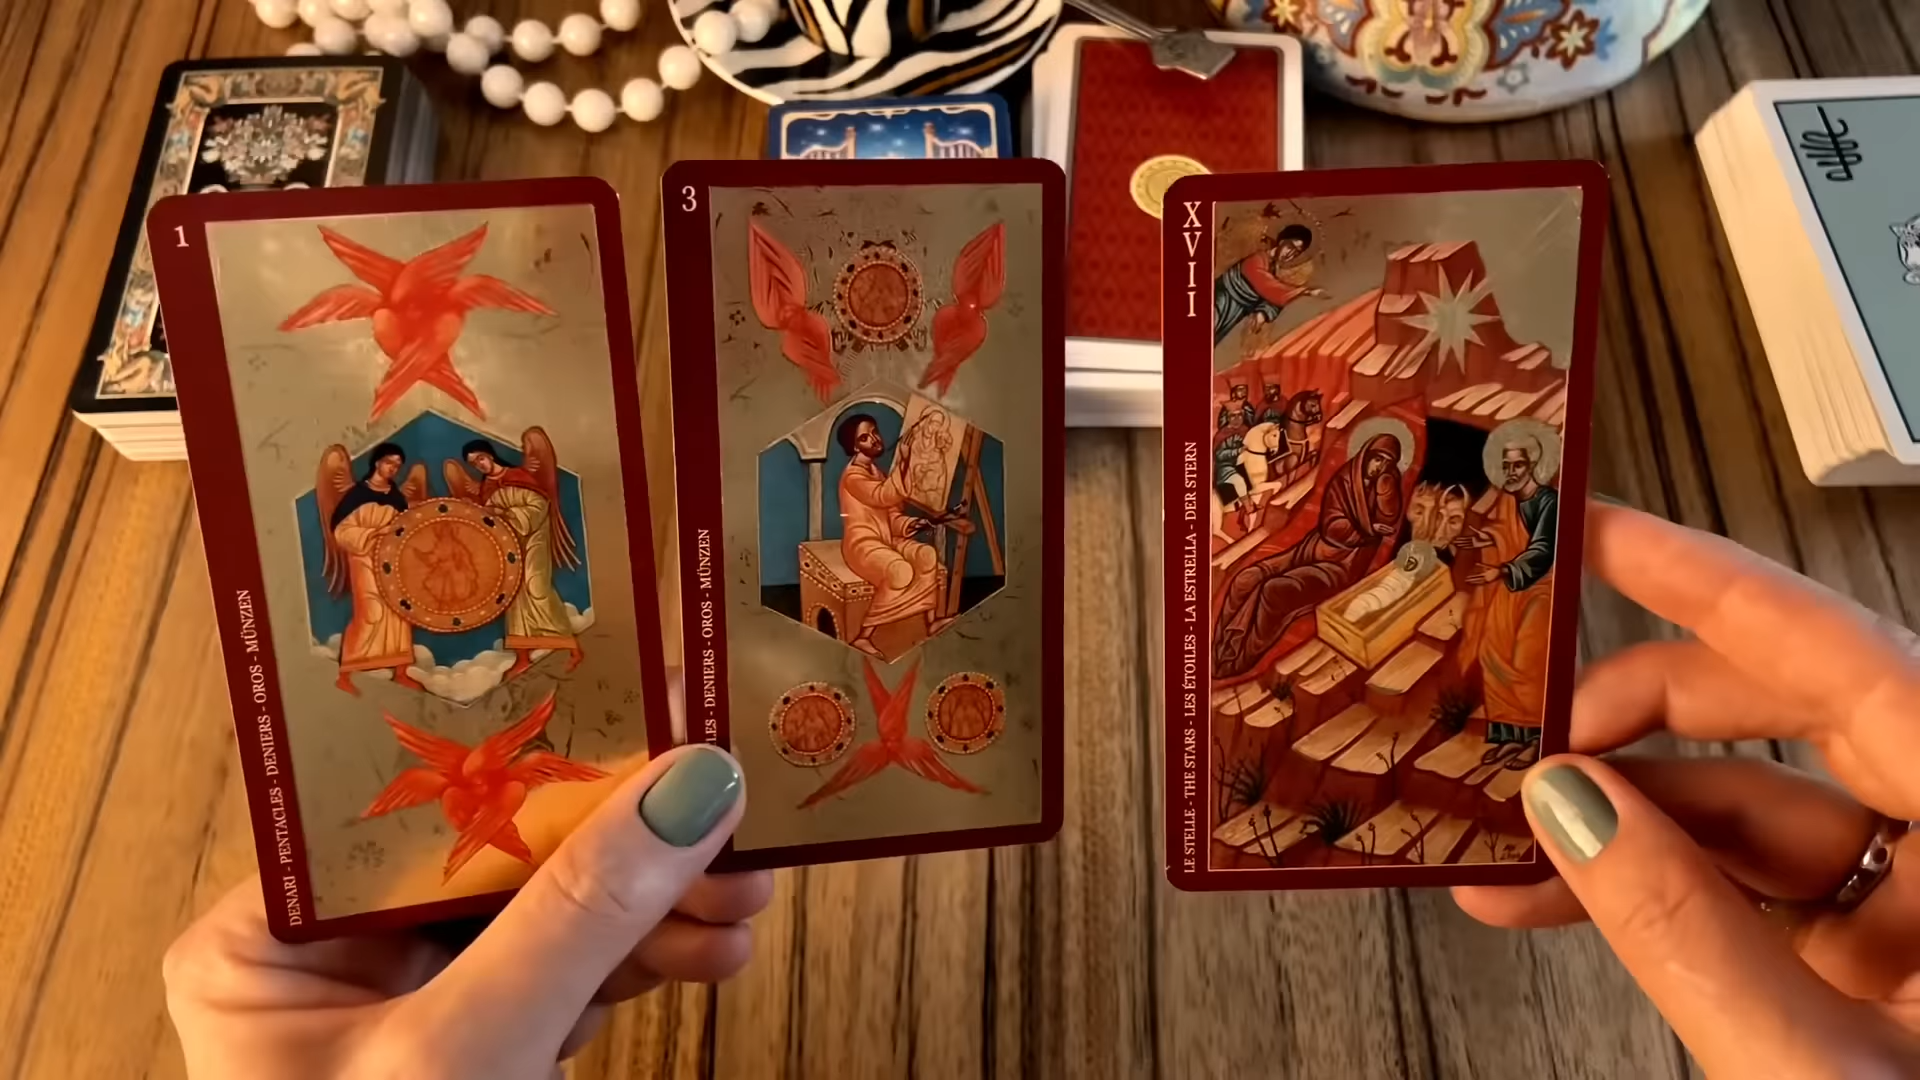 1
DENARI - PENTACLES - DENIERS - OROS - MÜNZEN
3
LES - DENIERS - OROS - MÜNZEN
XVII
LE STELLE - THE STARS - LES ÉTOILES - LA ESTRELLA - DER STERN